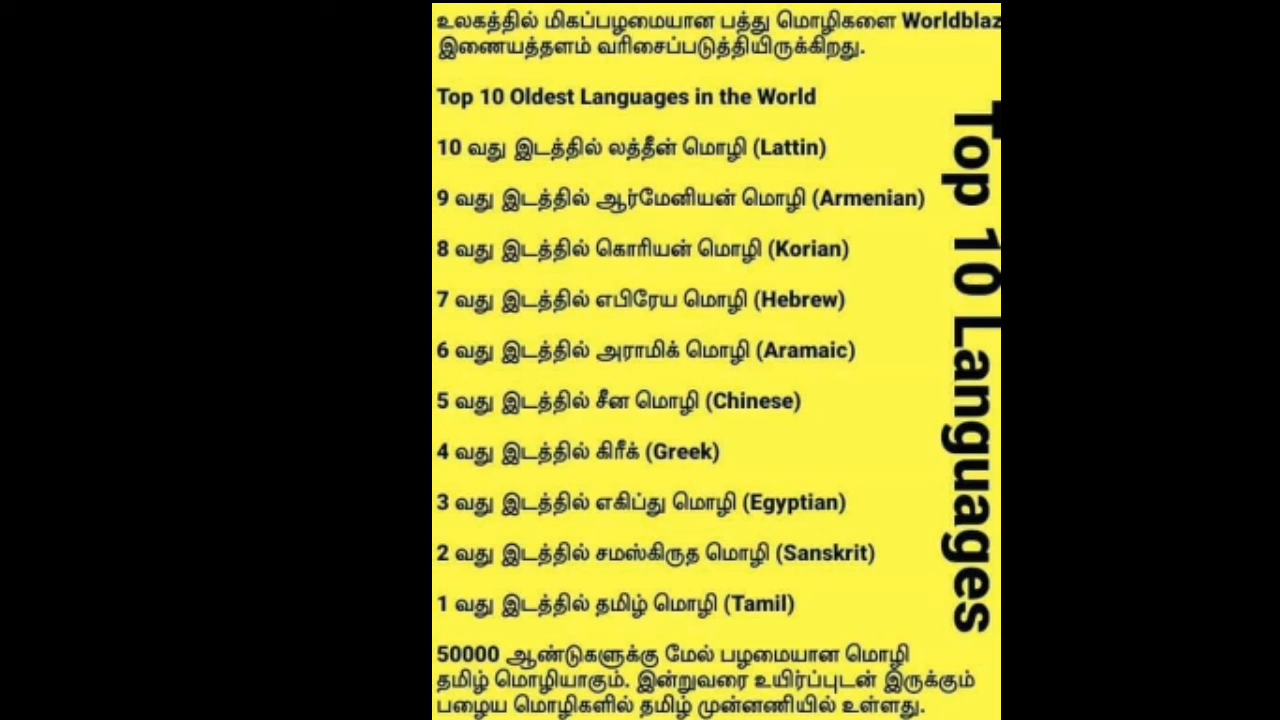 உலகத்தில் மிகப்பழமையான பத்து மொழிகளை Worldblaz
இணையத்தளம் வரிசைப்படுத்தியிருக்கிறது.
Top 10 Oldest Languages in the World
10 வது இடத்தில் லத்தீன் மொழி (Lattin)
9 வது இடத்தில் ஆர்மேனியன் மொழி (Armenian)
8 வது இடத்தில் கொரியன் மொழி (Korian)
7 வது இடத்தில் எபிரேய மொழி (Hebrew)
6 வது இடத்தில் அராமிக் மொழி (Aramaic)
5 வது இடத்தில் சீன மொழி (Chinese)
4 வது இடத்தில் கிரீக் (Greek)
3 வது இடத்தில் எகிப்து மொழி (Egyptian)
2 வது இடத்தில் சமஸ்கிருத மொழி (Sanskrit)
1 வது இடத்தில் தமிழ் மொழி (Tamil)
50000 ஆண்டுகளுக்கு மேல் பழமையான மொழி
தமிழ் மொழியாகும். இன்றுவரை உயிர்ப்புடன் இருக்கும்
பழைய மொழிகளில் தமிழ் முன்னணியில் உள்ளது.
Top 10 Languages